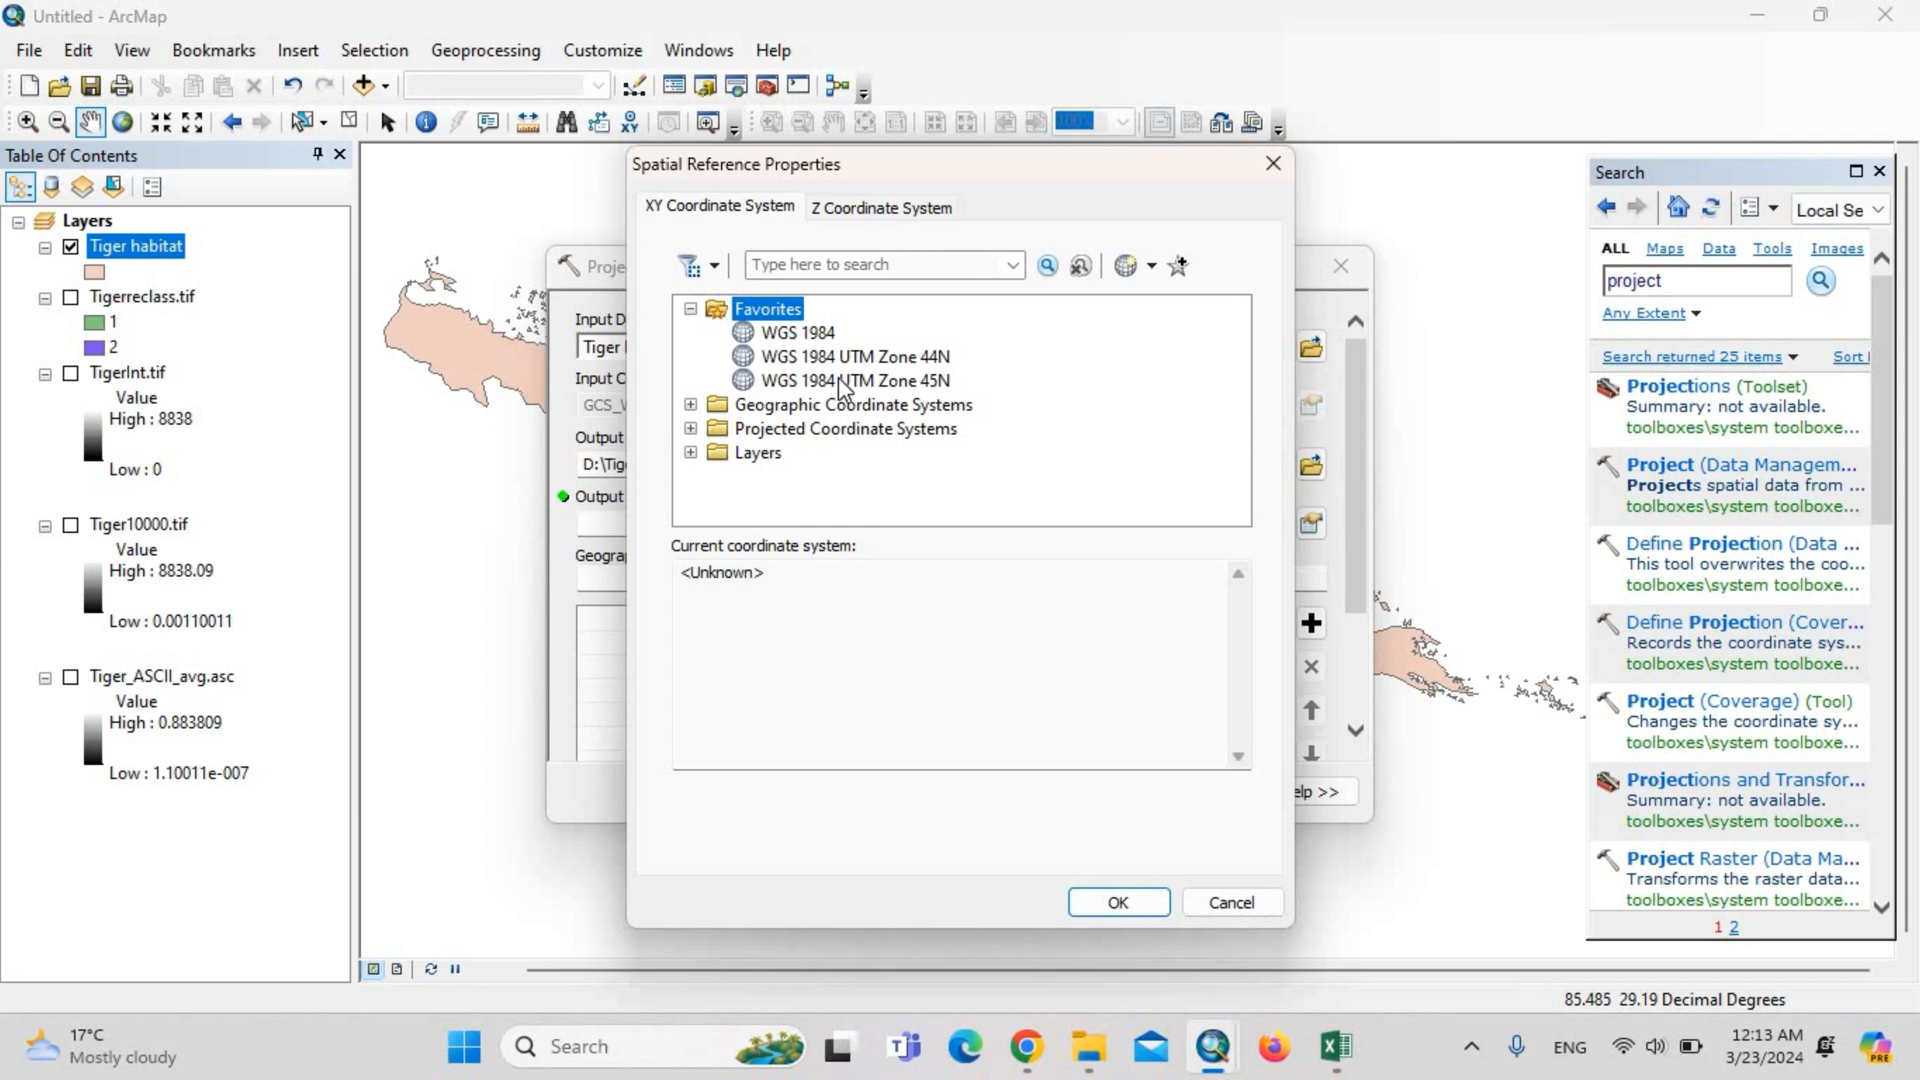 Untitled - ArcMap
File Edit View Bookmarks Insert Selection Geoprocessing Customize Windows Help
100%
Table Of Contents
Layers
Tiger habitat
Tigerreclass.tif
1
2
TigerInt.tif
Value
High : 8838
Low : 0
Tiger10000.tif
Value
High : 8838.09
Low : 0.00110011
Tiger_ASCII_avg.asc
Value
High : 0.883809
Low : 1.10011e-007
Proje
Input D
Tiger
Input C
GCS_
Output
D:\Tig
Output
Geogra
elp >>
Spatial Reference Properties
XY Coordinate System Z Coordinate System
Type here to search
Favorites
WGS 1984
WGS 1984 UTM Zone 44N
WGS 1984 UTM Zone 45N
Geographic Coordinate Systems
Projected Coordinate Systems
Layers
Current coordinate system:
<Unknown>
OK Cancel
Search
Local Se
ALL Maps Data Tools Images
project
Any Extent
Search returned 25 items Sort
Projections (Toolset)
Summary: not available.
toolboxes\system toolboxe...
Project (Data Managem...
Projects spatial data from ...
toolboxes\system toolboxe...
Define Projection (Data ...
This tool overwrites the coo...
toolboxes\system toolboxe...
Define Projection (Cover...
Records the coordinate sys...
toolboxes\system toolboxe...
Project (Coverage) (Tool)
Changes the coordinate sy...
toolboxes\system toolboxe...
Projections and Transfor...
Summary: not available.
toolboxes\system toolboxe...
Project Raster (Data Ma...
Transforms the raster data...
toolboxes\system toolboxe...
1 2
85.485 29.19 Decimal Degrees
17°C
Mostly cloudy
Search
ENG
12:13 AM
3/23/2024
PRE